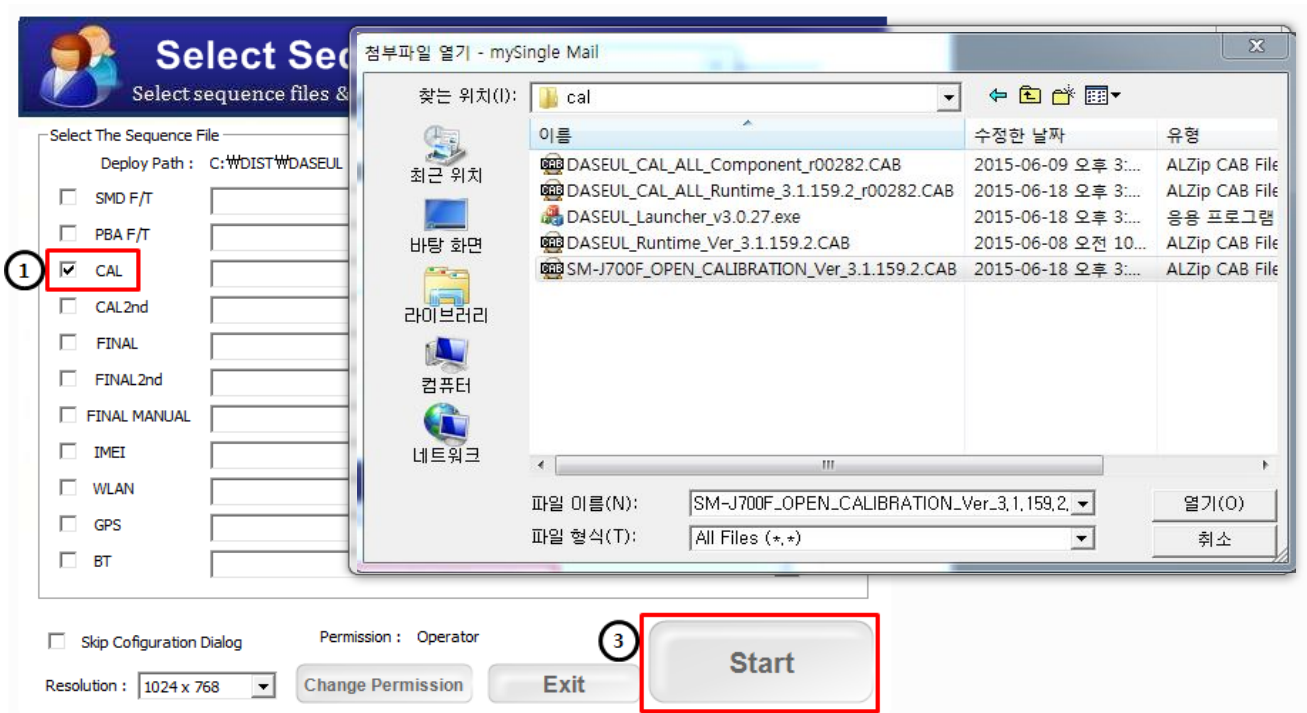 Select Sec
Select sequence files &
Select The Sequence File
Deploy Path : C:₩DIST₩DASEUL
SMD F/T
PBA F/T
1
CAL
CAL2nd
FINAL
FINAL2nd
FINAL MANUAL
IMEI
WLAN
GPS
BT
첨부파일 열기 - mySingle Mail
찾는 위치(I): cal
최근 위치
바탕 화면
라이브러리
컴퓨터
네트워크
이름 수정한 날짜 유형
DASEUL_CAL_ALL_Component_r00282.CAB 2015-06-09 오후 3:... ALZip CAB File
DASEUL_CAL_ALL_Runtime_3.1.159.2_r00282.CAB 2015-06-18 오후 3:... ALZip CAB File
DASEUL_Launcher_v3.0.27.exe 2015-06-18 오후 3:... 응용 프로그램
DASEUL_Runtime_Ver_3.1.159.2.CAB 2015-06-08 오전 10... ALZip CAB File
SM-J700F_OPEN_CALIBRATION_Ver_3.1.159.2.CAB 2015-06-18 오후 3:... ALZip CAB File
파일 이름(N): SM-J700F_OPEN_CALIBRATION_Ver_3,1,159,2, 열기(O)
파일 형식(T): All Files (*,*) 취소
Skip Cofiguration Dialog Permission : Operator
3
Start
Resolution : 1024 x 768 Change Permission Exit